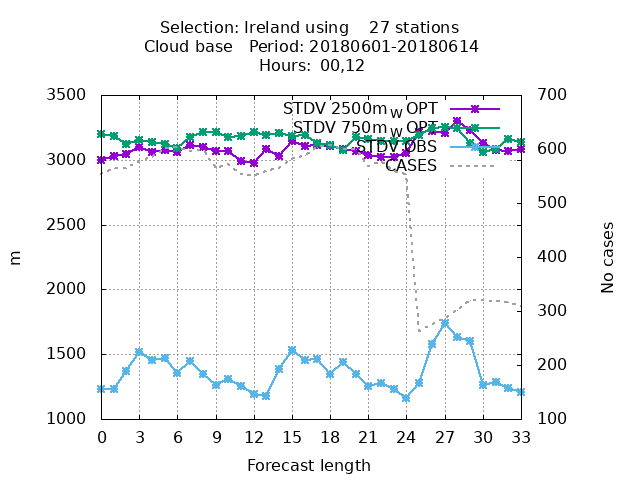 Selection: Ireland using 27 stations
Cloud base Period: 20180601-20180614
Hours: 00,12
STDV 2500m W OPT
STDV 750m W OPT
STDV OBS
CASES
3500
3000
2500
2000
1500
1000
m
700
600
500
400
300
200
100
No cases
0 3 6 9 12 15 18 21 24 27 30 33
Forecast length